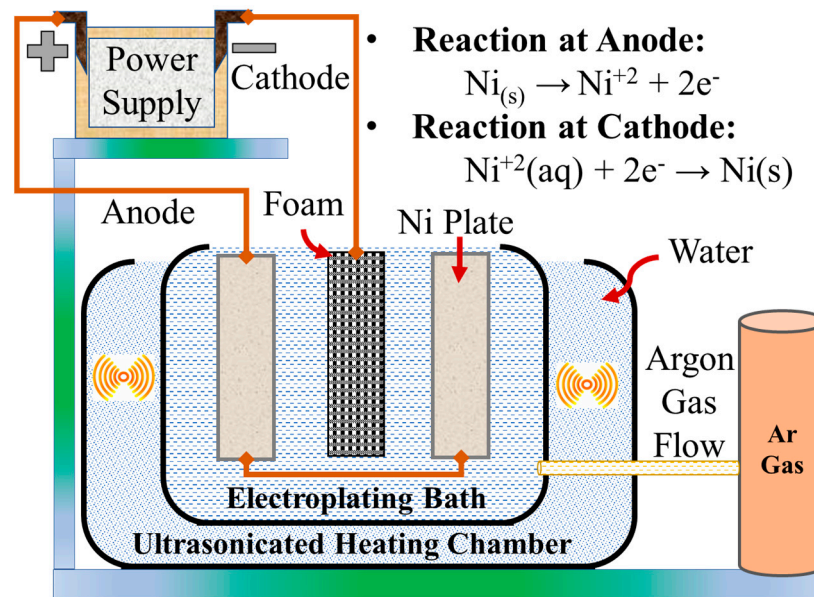 Power
Supply
Cathode
• Reaction at Anode:
Ni(s) → Ni+2 + 2e-
• Reaction at Cathode:
Ni+2(aq) + 2e- → Ni(s)
Anode
Foam
Ni Plate
Water
Argon
Gas
Flow
Ar
Gas
Electroplating Bath
Ultrasonicated Heating Chamber